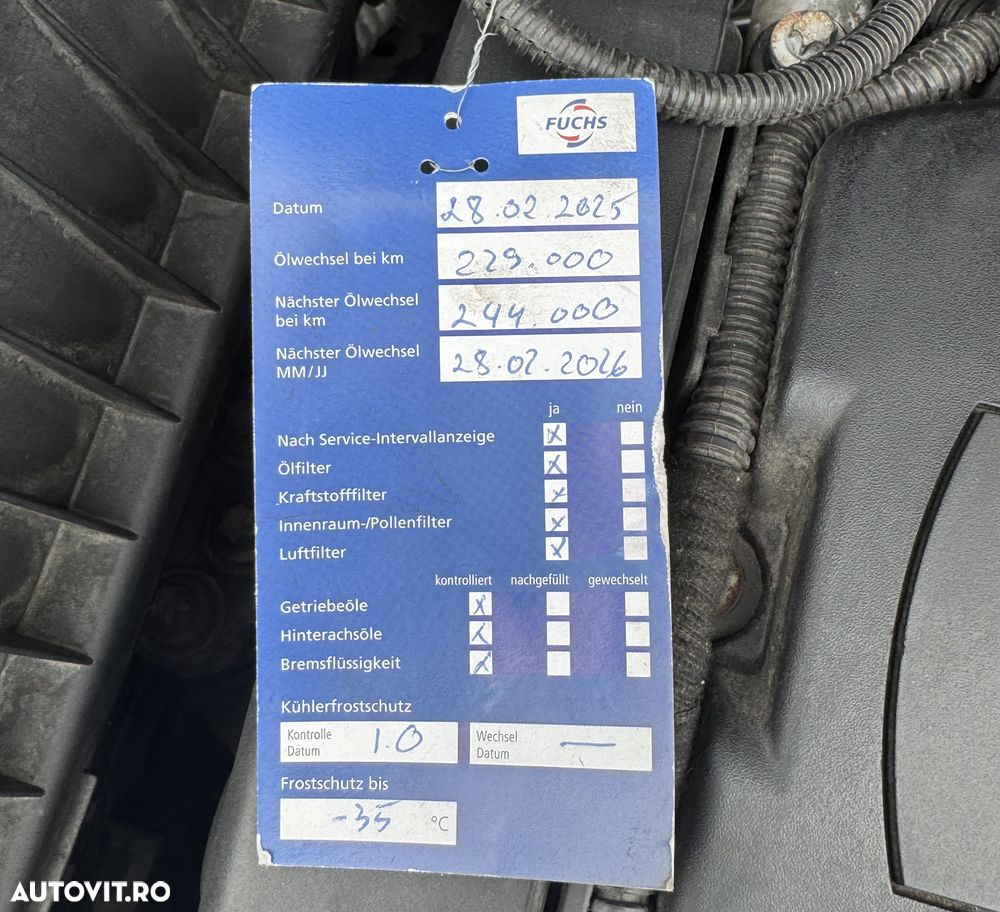 FUCHS
Datum 28.02.2025
Ölwechsel bei km 229.000
Nächster Ölwechsel
bei km 244.000
Nächster Ölwechsel
MM/JJ 28.02.2026
ja nein
Nach Service-Intervallanzeige x
Ölfilter x
Kraftstofffilter x
Innenraum-/Pollenfilter x
Luftfilter x
kontrolliert nachgefüllt gewechselt
Getriebeöle x
Hinterachsöle x
Bremsflüssigkeit x
Kühlerfrostschutz
Kontrolle
Datum 1.0
Wechsel
Datum —
Frostschutz bis
-35 °C
AUTOVIT.RO